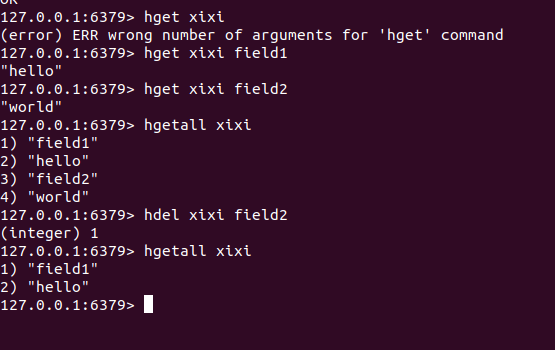 OK
127.0.0.1:6379> hget xixi
(error) ERR wrong number of arguments for 'hget' command
127.0.0.1:6379> hget xixi field1
"hello"
127.0.0.1:6379> hget xixi field2
"world"
127.0.0.1:6379> hgetall xixi
1) "field1"
2) "hello"
3) "field2"
4) "world"
127.0.0.1:6379> hdel xixi field2
(integer) 1
127.0.0.1:6379> hgetall xixi
1) "field1"
2) "hello"
127.0.0.1:6379>